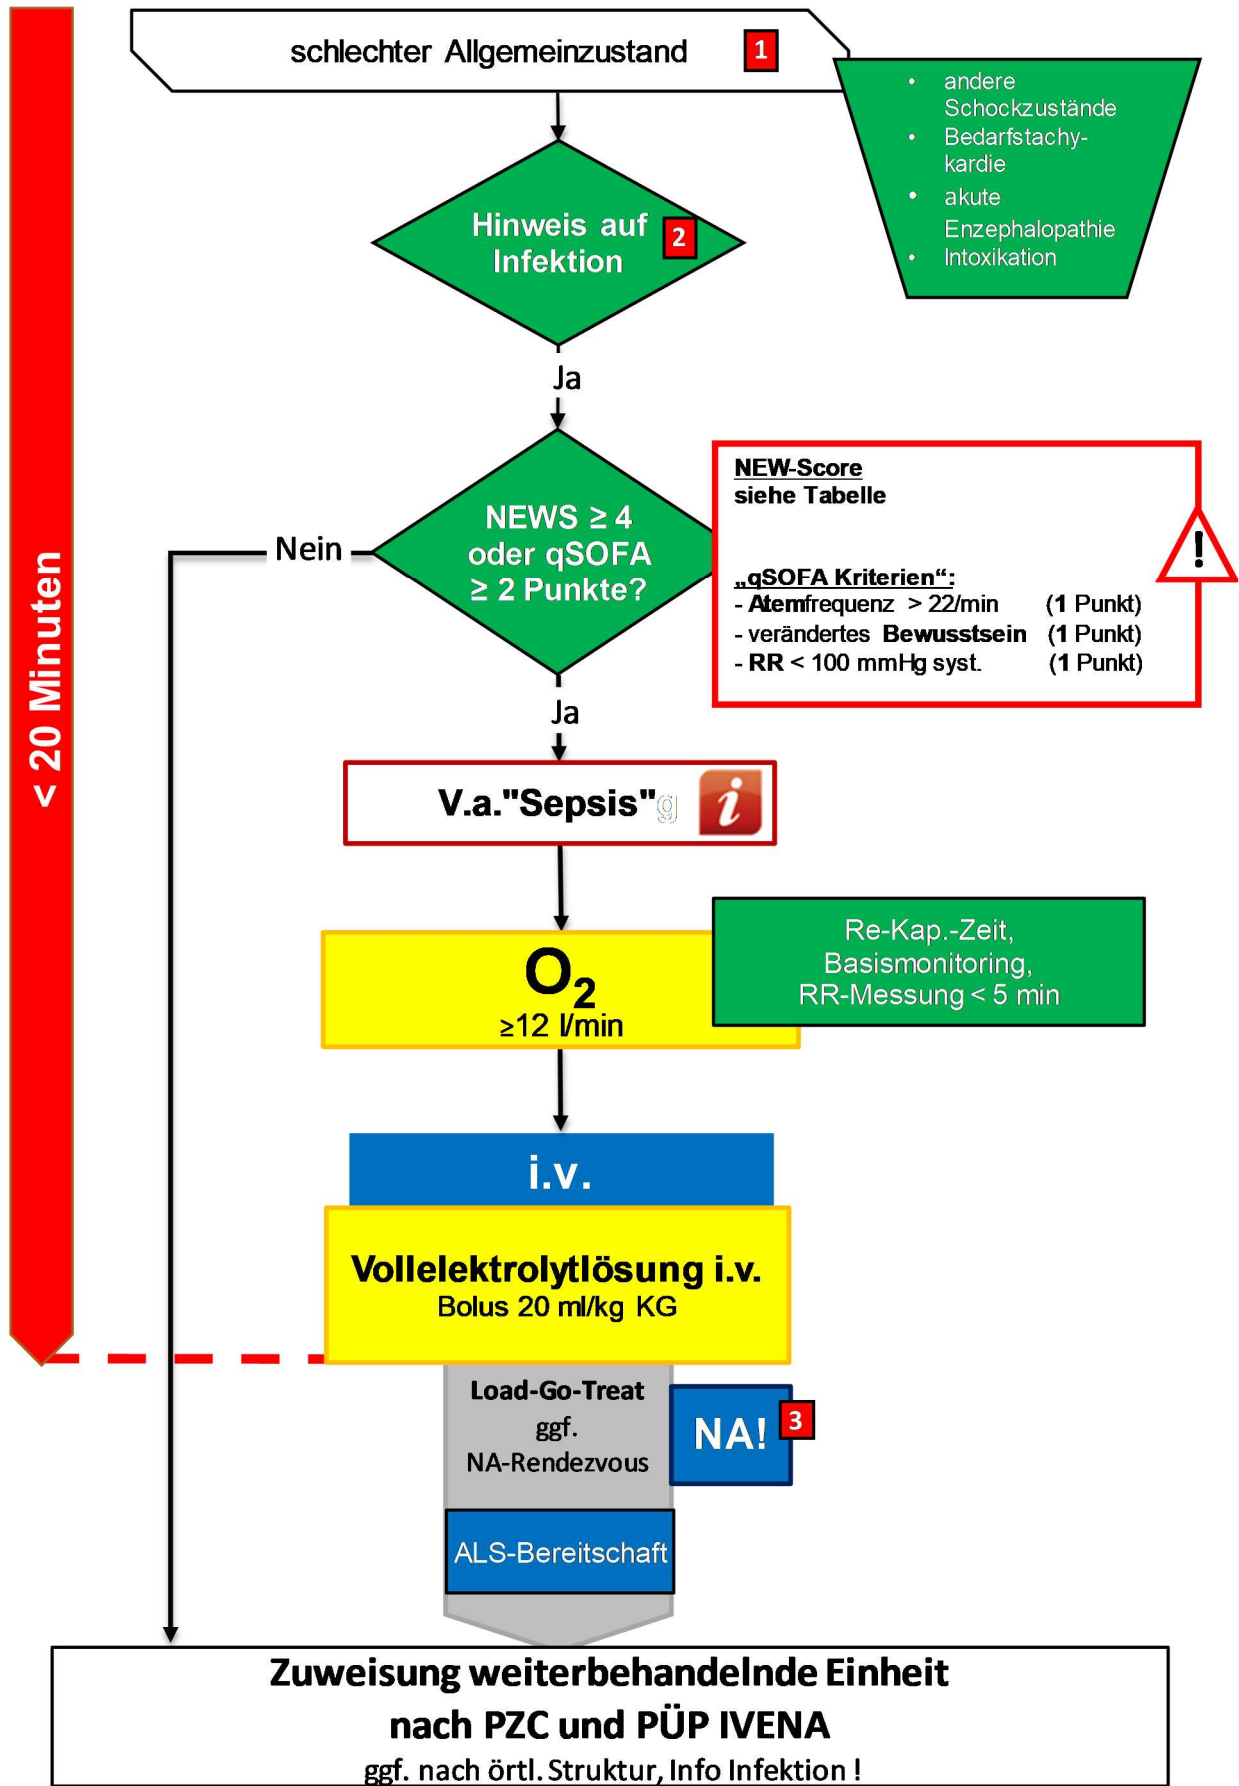 schlechter Allgemeinzustand 1
• andere
Schockzustände
• Bedarfstachy-
kardie
• akute
Enzephalopathie
• Intoxikation
Hinweis auf 2
Infektion
Ja
NEWS ≥ 4
oder qSOFA
≥ 2 Punkte?
Nein
NEW-Score
siehe Tabelle
!
„qSOFA Kriterien“:
- Atemfrequenz > 22/min (1 Punkt)
- verändertes Bewusstsein (1 Punkt)
- RR < 100 mmHg syst. (1 Punkt)
< 20 Minuten
Ja
V.a."Sepsis"g i
O₂
≥12 l/min
Re-Kap.-Zeit,
Basismonitoring,
RR-Messung < 5 min
i.v.
Vollelektrolytlösung i.v.
Bolus 20 ml/kg KG
Load-Go-Treat
ggf.
NA-Rendezvous
NA! 3
ALS-Bereitschaft
Zuweisung weiterbehandelnde Einheit
nach PZC und PÜP IVENA
ggf. nach örtl. Struktur, Info Infektion !